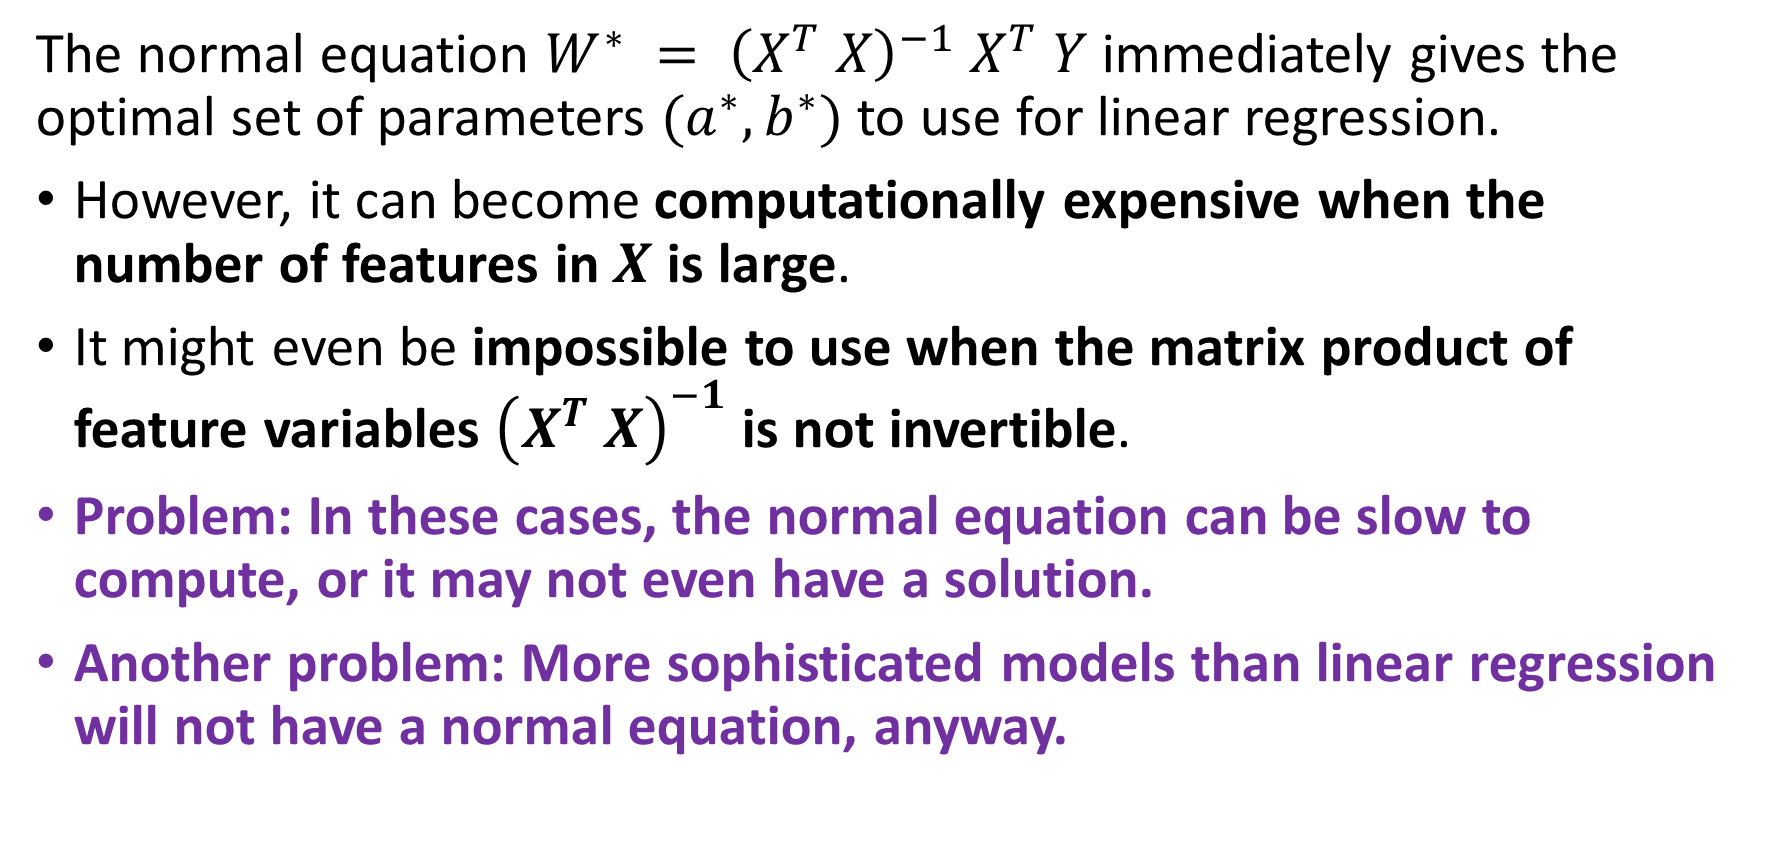 The normal equation W* = (Xᵀ X)⁻¹ Xᵀ Y immediately gives the
optimal set of parameters (a*, b*) to use for linear regression.
• However, it can become computationally expensive when the
number of features in X is large.
• It might even be impossible to use when the matrix product of
feature variables (Xᵀ X)⁻¹ is not invertible.
• Problem: In these cases, the normal equation can be slow to
compute, or it may not even have a solution.
• Another problem: More sophisticated models than linear regression
will not have a normal equation, anyway.